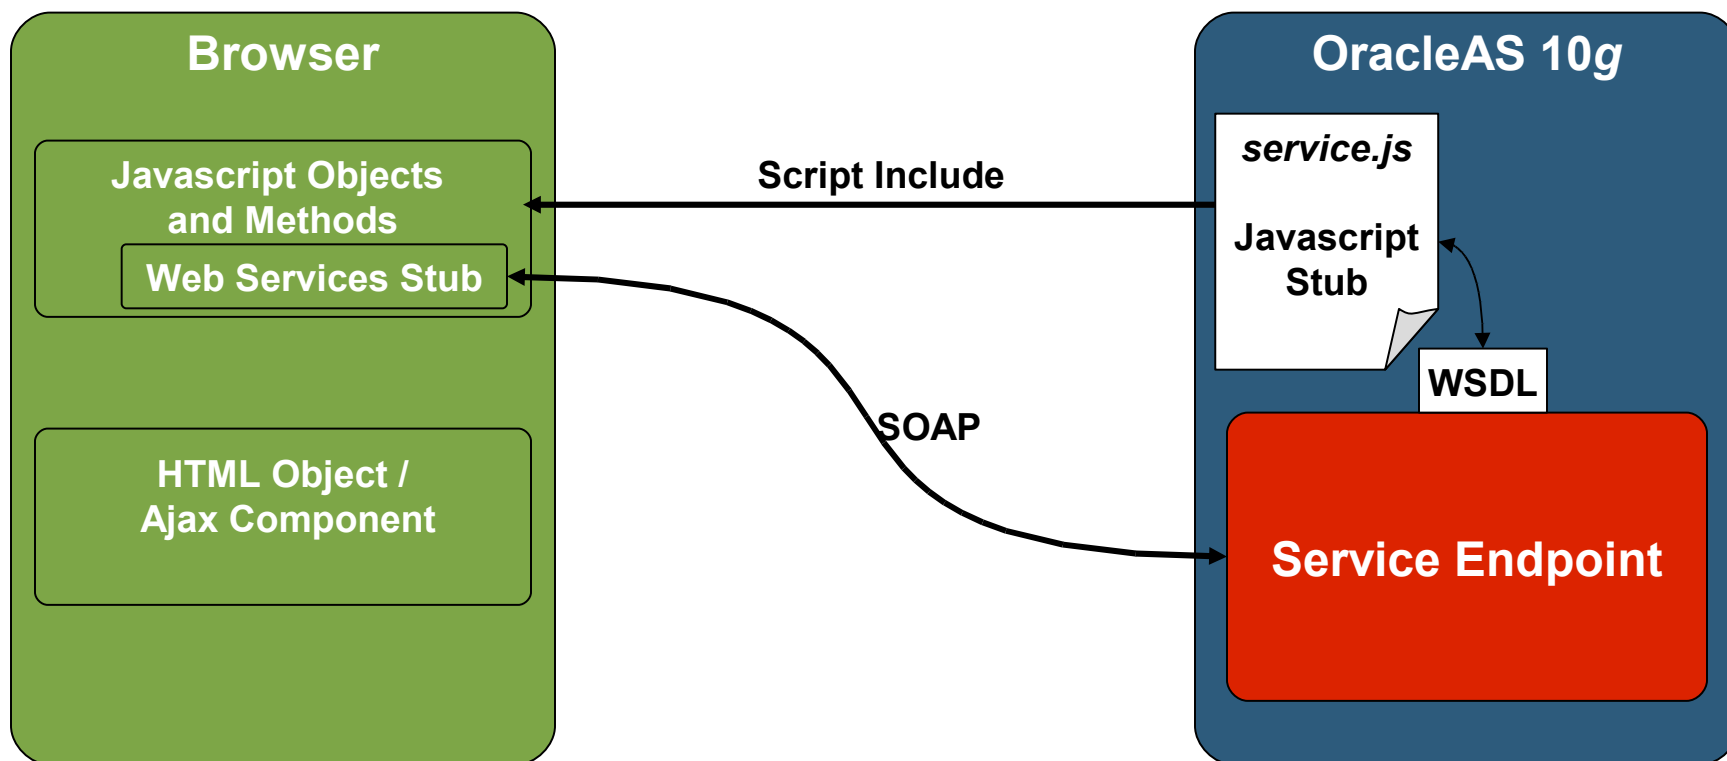 Browser
Javascript Objects
and Methods
Web Services Stub
HTML Object /
Ajax Component
Script Include
SOAP
OracleAS 10g
service.js
Javascript
Stub
WSDL
Service Endpoint